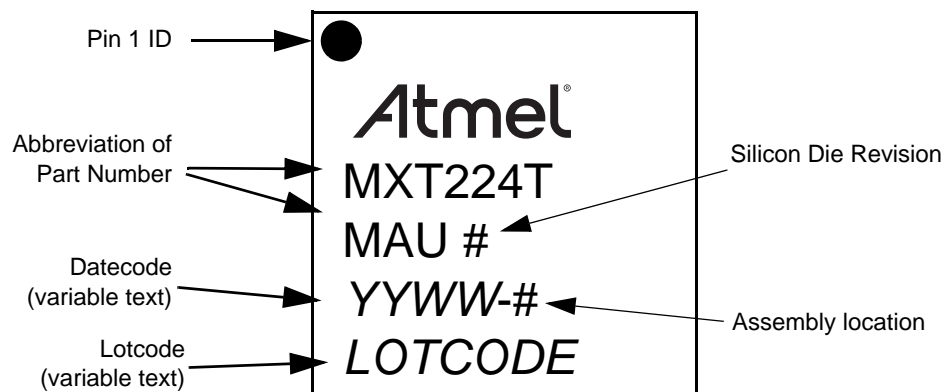 Pin 1 ID
Atmel®
Abbreviation of
Part Number
MXT224T
Silicon Die Revision
MAU #
Datecode
(variable text)
YYWW-#
Assembly location
Lotcode
(variable text)
LOTCODE